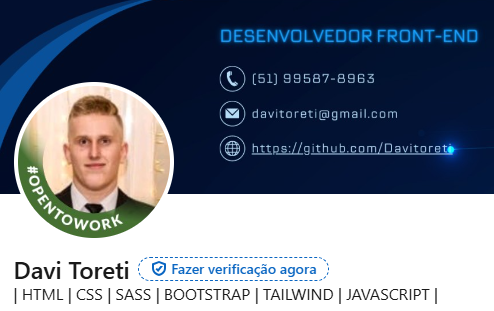 DESENVOLVEDOR FRONT-END
(51) 99587-8963
davitoreti@gmail.com
https://github.com/Davitoreti
#OPENTOWORK
Davi Toreti Fazer verificação agora
| HTML | CSS | SASS | BOOTSTRAP | TAILWIND | JAVASCRIPT |